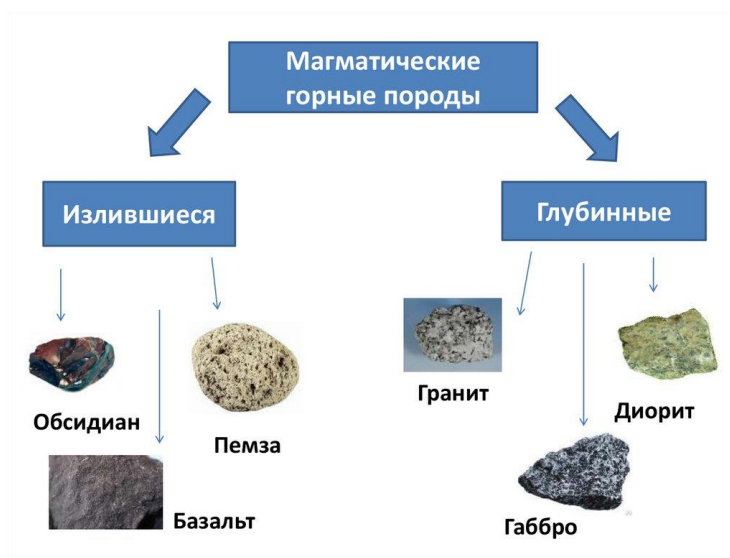 Магматические
горные породы
Излившиеся
Глубинные
Обсидиан
Пемза
Базальт
Гранит
Диорит
Габбро